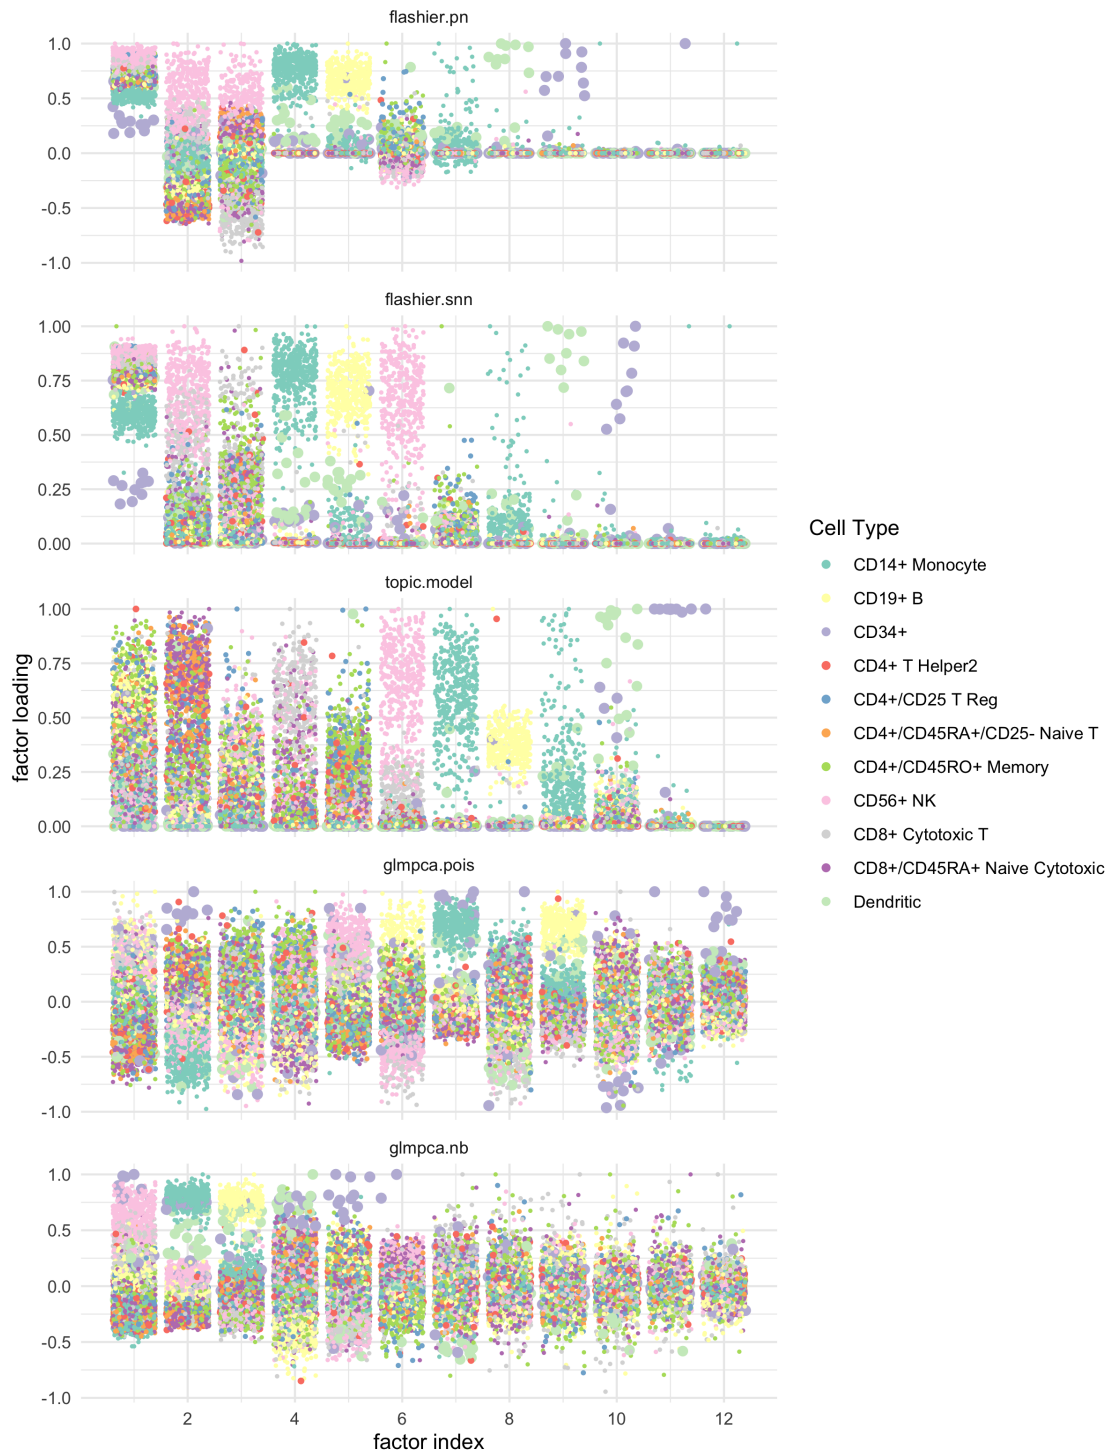 flashier.pn
1.0
0.5
0.0
-0.5
-1.0
flashier.snn
1.00
0.75
0.50
0.25
0.00
topic.model
1.00
0.75
0.50
0.25
0.00
glmpca.pois
1.0
0.5
0.0
-0.5
-1.0
glmpca.nb
1.0
0.5
0.0
-0.5
-1.0
2 4 6 8 10 12
factor index
factor loading
Cell Type
CD14+ Monocyte
CD19+ B
CD34+
CD4+ T Helper2
CD4+/CD25 T Reg
CD4+/CD45RA+/CD25- Naive T
CD4+/CD45RO+ Memory
CD56+ NK
CD8+ Cytotoxic T
CD8+/CD45RA+ Naive Cytotoxic
Dendritic